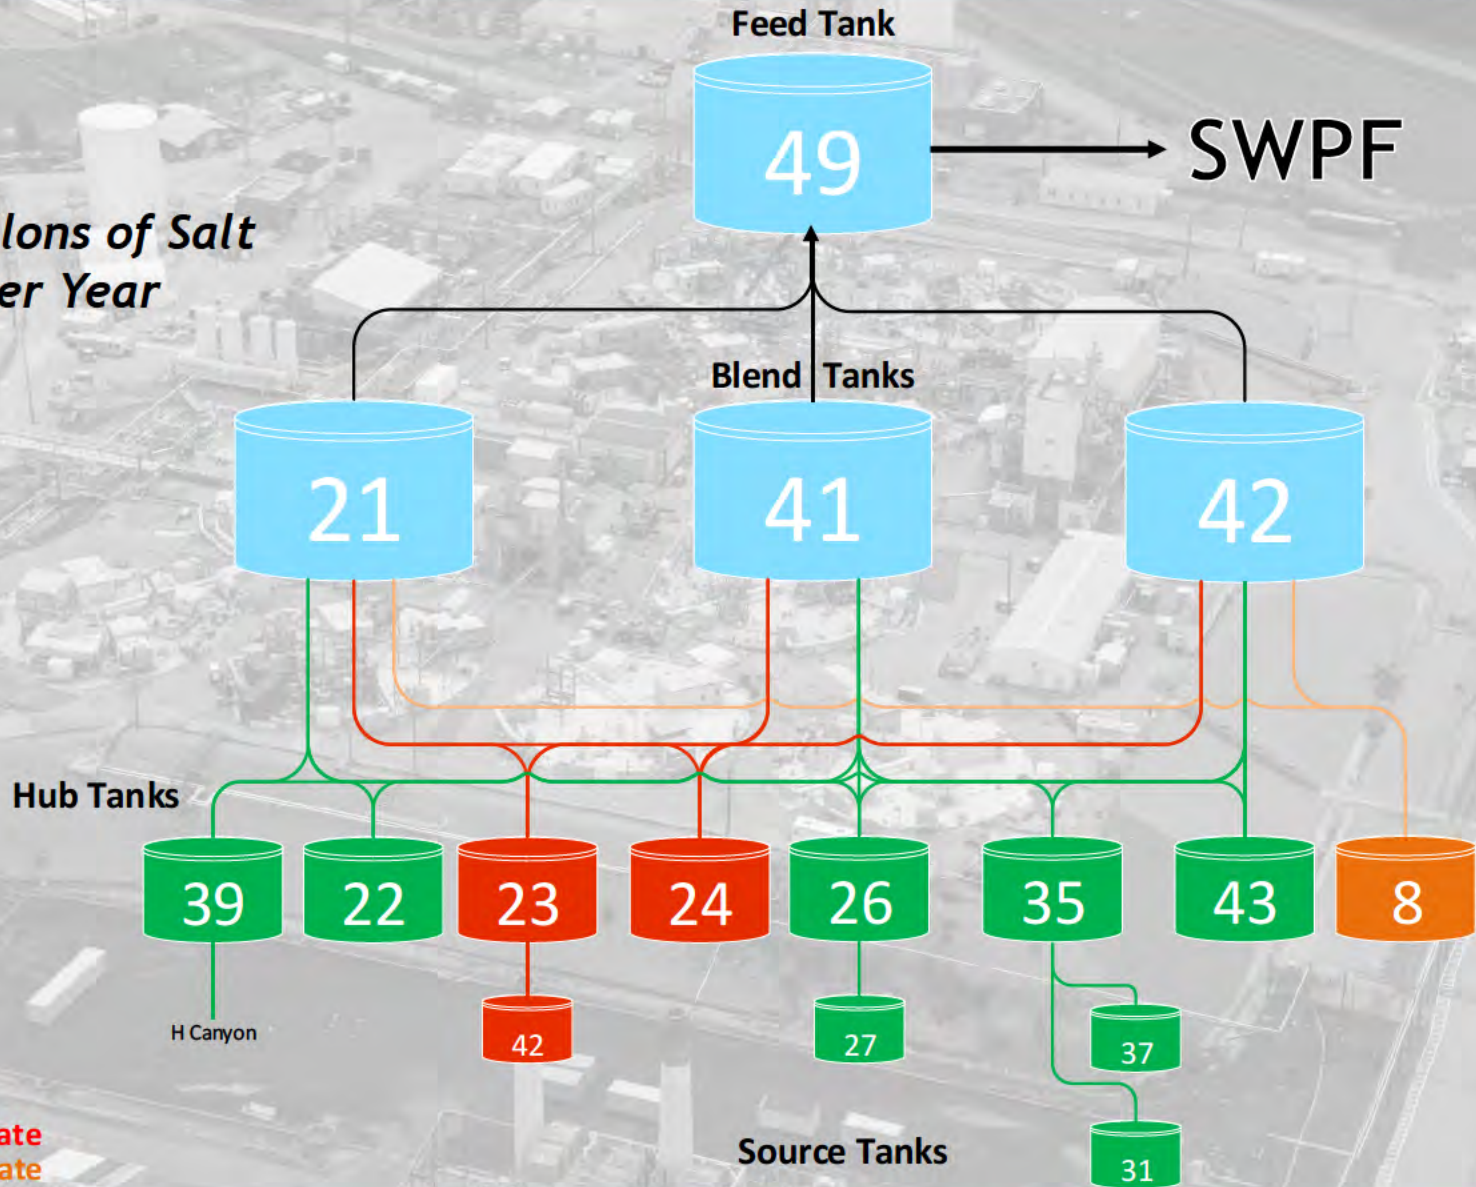 Feed Tank
49
SWPF
lons of Salt
er Year
Blend Tanks
21
41
42
Hub Tanks
39
22
23
24
26
35
43
8
H Canyon
42
27
37
31
Source Tanks
ate
ate